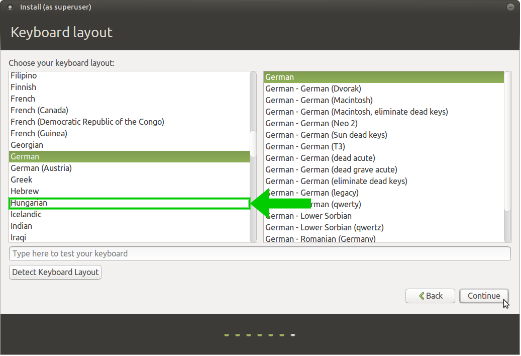 Install (as superuser)
Keyboard layout
Choose your keyboard layout:
Filipino
Finnish
French
French (Canada)
French (Democratic Republic of the Congo)
French (Guinea)
Georgian
German
German (Austria)
Greek
Hebrew
Hungarian
Icelandic
Indian
Iraqi
German
German - German (Dvorak)
German - German (Macintosh)
German - German (Macintosh, eliminate dead keys)
German - German (Neo 2)
German - German (Sun dead keys)
German - German (T3)
German - German (dead acute)
German - German (dead grave acute)
German - German (eliminate dead keys)
German - German (legacy)
German (qwerty)
German - Lower Sorbian
German - Lower Sorbian (qwertz)
German - Romanian (Germany)
Type here to test your keyboard
Detect Keyboard Layout
Back
Continue